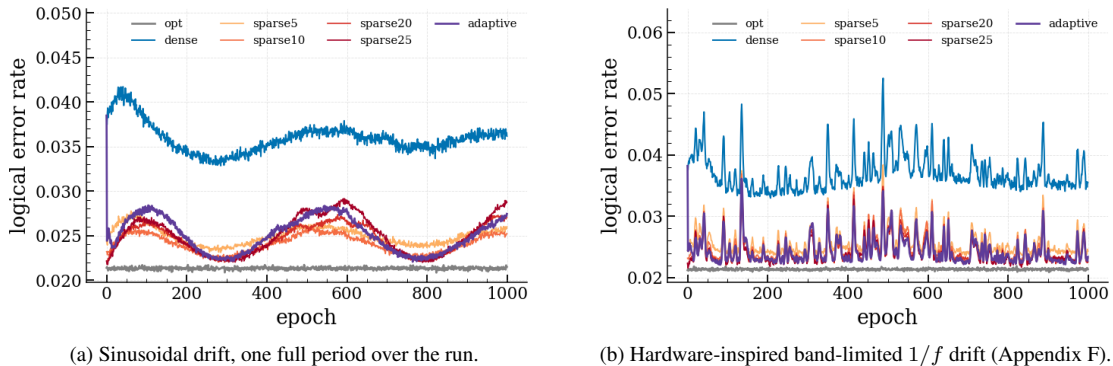 opt
dense
sparse5
sparse10
sparse20
sparse25
adaptive
0.050
0.045
0.040
0.035
0.030
0.025
0.020
logical error rate
0 200 400 600 800 1000
epoch
(a) Sinusoidal drift, one full period over the run.
opt
dense
sparse5
sparse10
sparse20
sparse25
adaptive
0.06
0.05
0.04
0.03
0.02
logical error rate
0 200 400 600 800 1000
epoch
(b) Hardware-inspired band-limited 1/f drift (Appendix F).